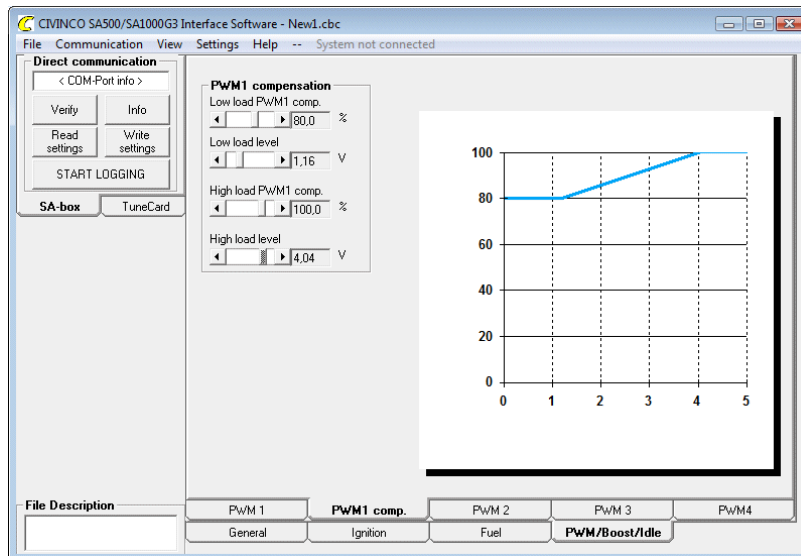 CIVINCO SA500/SA1000G3 Interface Software - New1.cbc
File Communication View Settings Help -- System not connected
Direct communication
< COM-Port info >
Verify Info
Read settings Write settings
START LOGGING
SA-box TuneCard
PWM1 compensation
Low load PWM1 comp.
80,0 %
Low load level
1,16 V
High load PWM1 comp.
100,0 %
High load level
4,04 V
100
80
60
40
20
0
0 1 2 3 4 5
File Description
PWM 1 PWM1 comp. PWM 2 PWM 3 PWM4
General Ignition Fuel PWM/Boost/Idle